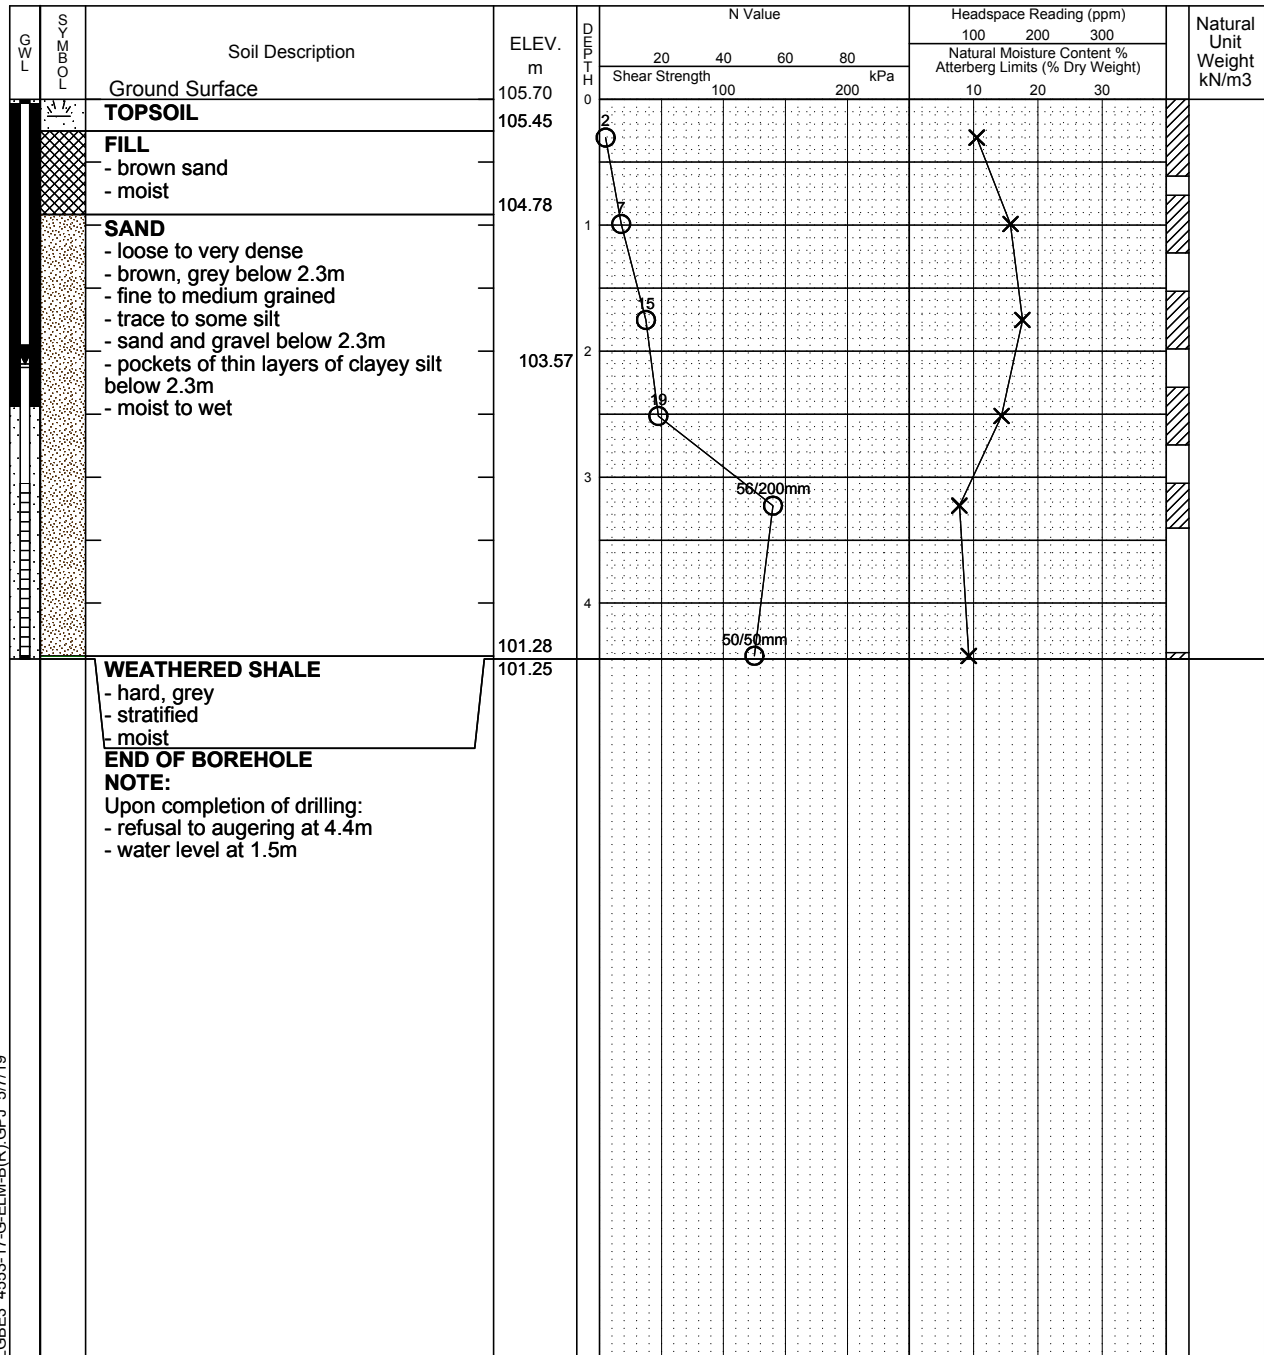 GWL
SYMBOL
Soil Description
Ground Surface
ELEV.
m
DEPTH
N Value
20 40 60 80
Shear Strength kPa
100 200
Headspace Reading (ppm)
100 200 300
Natural Moisture Content %
Atterberg Limits (% Dry Weight)
10 20 30
Natural
Unit
Weight
kN/m3
105.70
0
TOPSOIL
105.45
2
FILL
- brown sand
- moist
104.78
7
SAND
1
- loose to very dense
- brown, grey below 2.3m
- fine to medium grained
15
- trace to some silt
- sand and gravel below 2.3m
2
- pockets of thin layers of clayey silt
103.57
below 2.3m
19
- moist to wet
3
56/200mm
4
50/50mm
101.28
WEATHERED SHALE
101.25
- hard, grey
- stratified
- moist
END OF BOREHOLE
NOTE:
Upon completion of drilling:
- refusal to augering at 4.4m
- water level at 1.5m